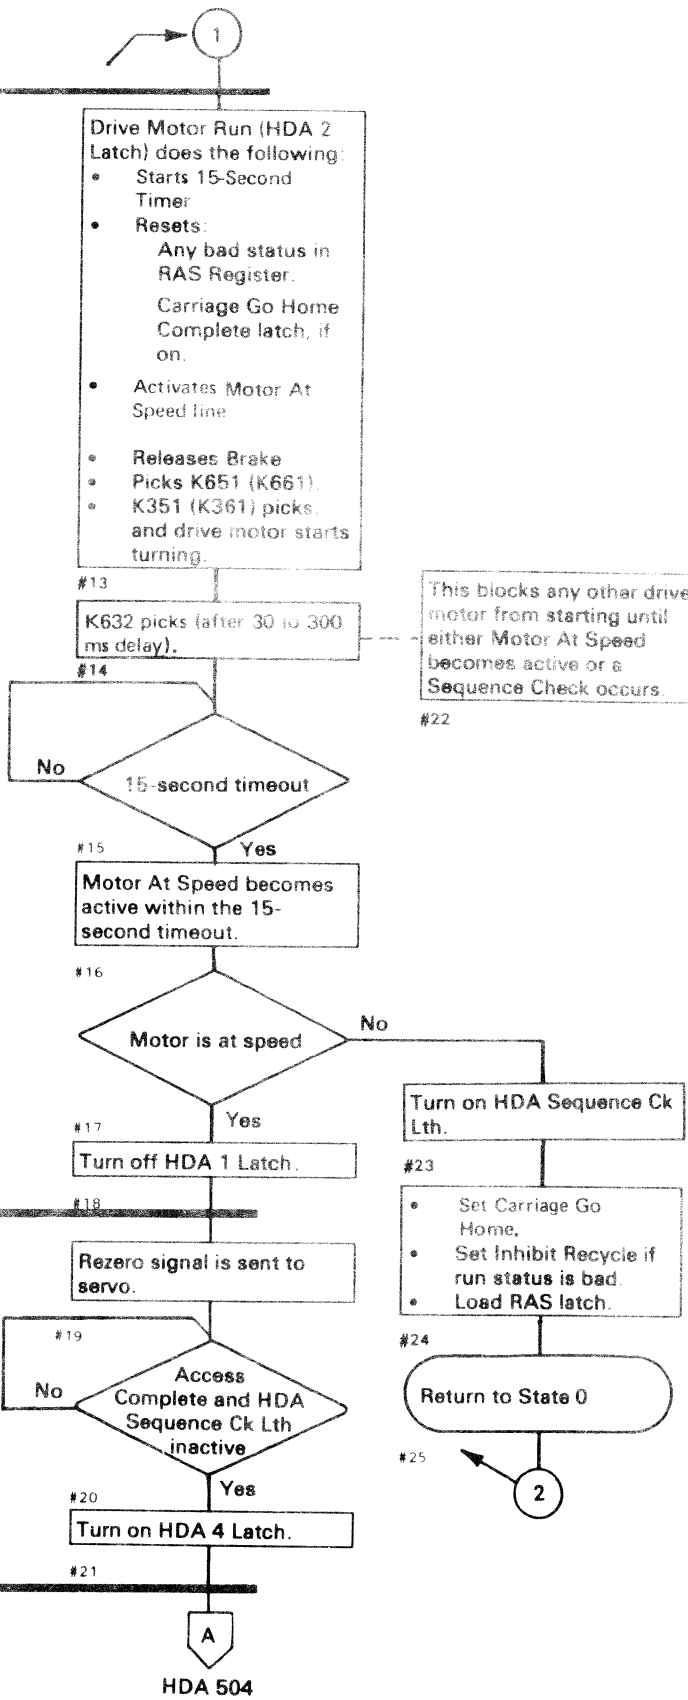 1
Drive Motor Run (HDA 2
Latch) does the following:
• Starts 15-Second
Timer
• Resets:
Any bad status in
RAS Register.
Carriage Go Home
Complete latch, if
on.
• Activates Motor At
Speed line
• Releases Brake
• Picks K651 (K661).
• K351 (K361) picks,
and drive motor starts
turning.
#13
K632 picks (after 30 to 300
ms delay).
#14
This blocks any other drive
motor from starting until
either Motor At Speed
becomes active or a
Sequence Check occurs.
#22
No
15-second timeout
Yes
#15
Motor At Speed becomes
active within the 15-
second timeout.
#16
Motor is at speed
No
Yes
#17
Turn off HDA 1 Latch.
#18
Turn on HDA Sequence Ck
Lth.
#23
• Set Carriage Go
Home.
• Set Inhibit Recycle if
run status is bad.
• Load RAS latch.
#24
Return to State 0
#25
2
Rezero signal is sent to
servo.
#19
No
Access
Complete and HDA
Sequence Ck Lth
inactive
Yes
#20
Turn on HDA 4 Latch.
#21
A
HDA 504